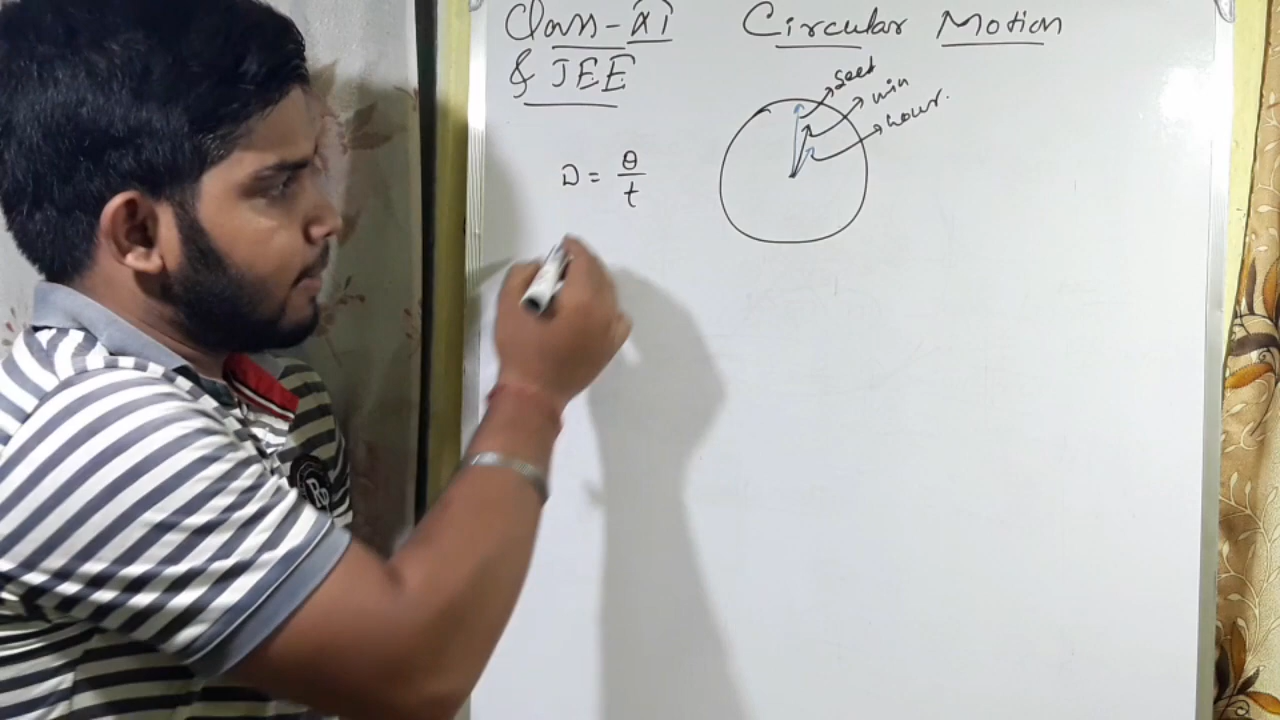 Class-XI Circular Motion
& JEE
sect
min
hour.
ω = θ/t
R